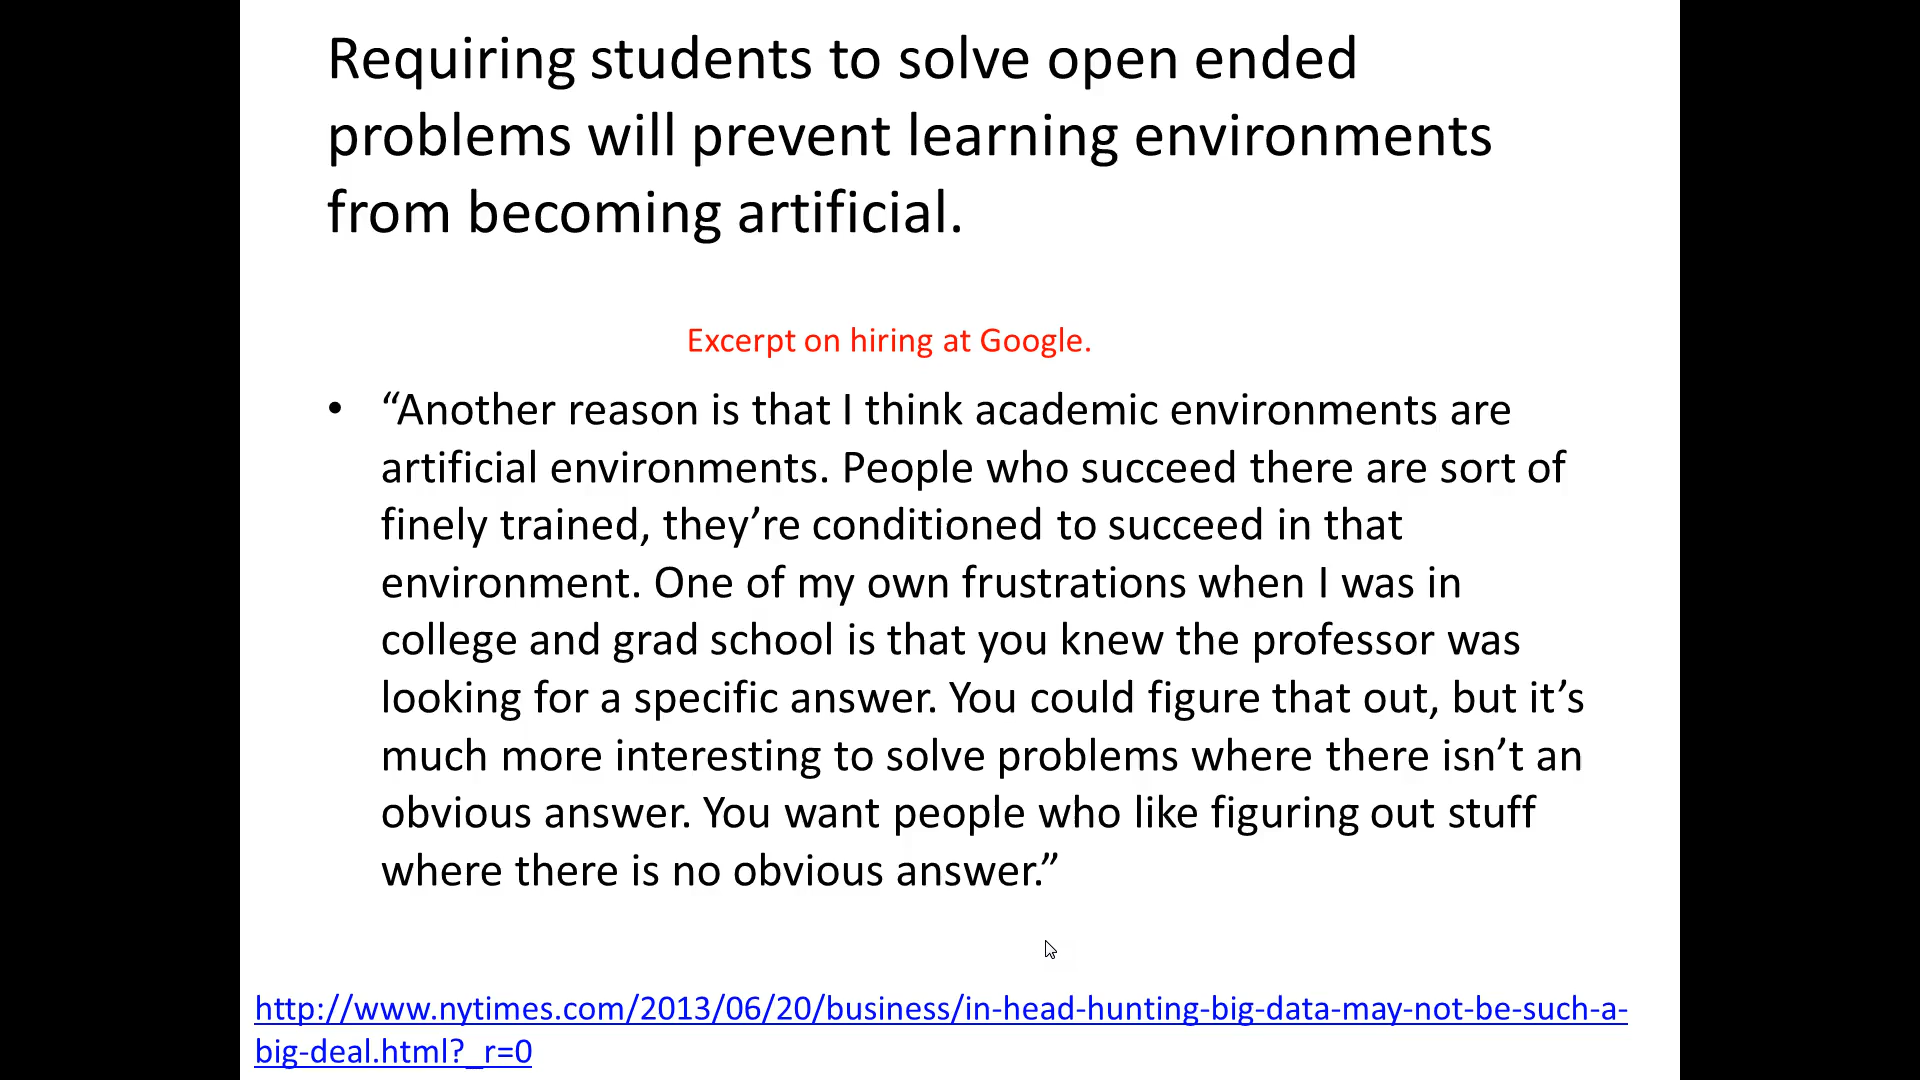 Requiring students to solve open ended
problems will prevent learning environments
from becoming artificial.
Excerpt on hiring at Google.
• “Another reason is that I think academic environments are
artificial environments. People who succeed there are sort of
finely trained, they’re conditioned to succeed in that
environment. One of my own frustrations when I was in
college and grad school is that you knew the professor was
looking for a specific answer. You could figure that out, but it’s
much more interesting to solve problems where there isn’t an
obvious answer. You want people who like figuring out stuff
where there is no obvious answer.”
http://www.nytimes.com/2013/06/20/business/in-head-hunting-big-data-may-not-be-such-a-
big-deal.html?_r=0